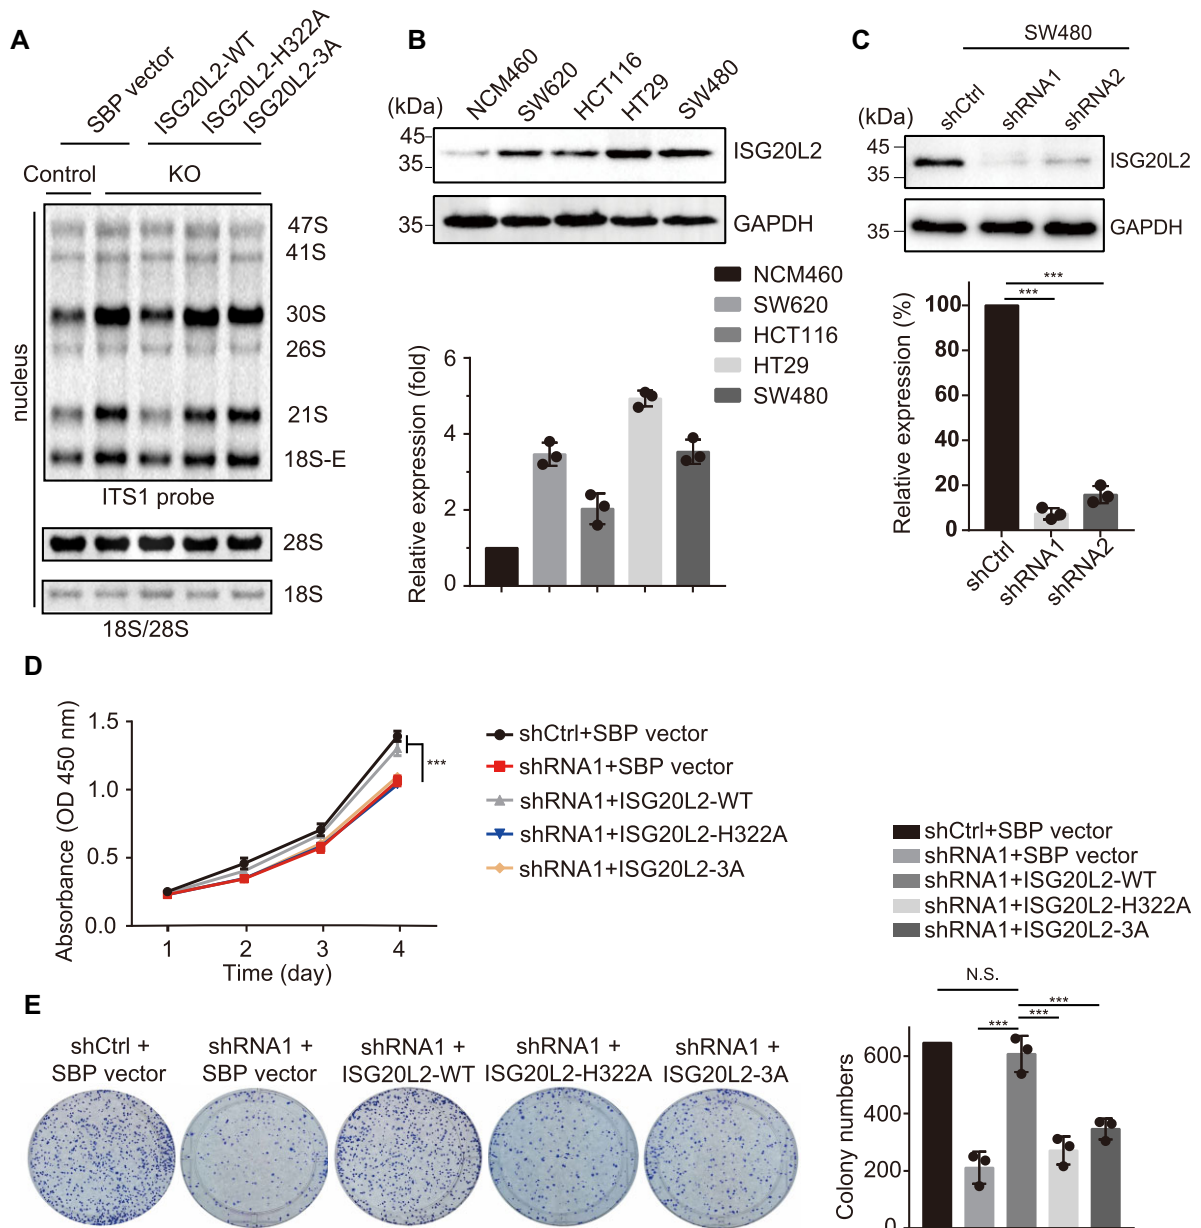 A
SBP vector
ISG20L2-WT
ISG20L2-H322A
ISG20L2-3A
Control
KO
nucleus
47S
41S
30S
26S
21S
18S-E
ITS1 probe
28S
18S
18S/28S
B
NCM460
SW620
HCT116
HT29
SW480
(kDa)
45
35
ISG20L2
35
GAPDH
NCM460
SW620
HCT116
HT29
SW480
Relative expression (fold)
6
4
2
0
C
SW480
shCtrl
shRNA1
shRNA2
(kDa)
45
35
ISG20L2
35
GAPDH
***
***
Relative expression (%)
100
80
60
40
20
0
shCtrl
shRNA1
shRNA2
D
Absorbance (OD 450 nm)
1.5
1.0
0.5
0.0
1 2 3 4
Time (day)
***
shCtrl+SBP vector
shRNA1+SBP vector
shRNA1+ISG20L2-WT
shRNA1+ISG20L2-H322A
shRNA1+ISG20L2-3A
E
shCtrl +
SBP vector
shRNA1 +
SBP vector
shRNA1 +
ISG20L2-WT
shRNA1 +
ISG20L2-H322A
shRNA1 +
ISG20L2-3A
shCtrl+SBP vector
shRNA1+SBP vector
shRNA1+ISG20L2-WT
shRNA1+ISG20L2-H322A
shRNA1+ISG20L2-3A
N.S.
***
***
***
Colony numbers
600
400
200
0